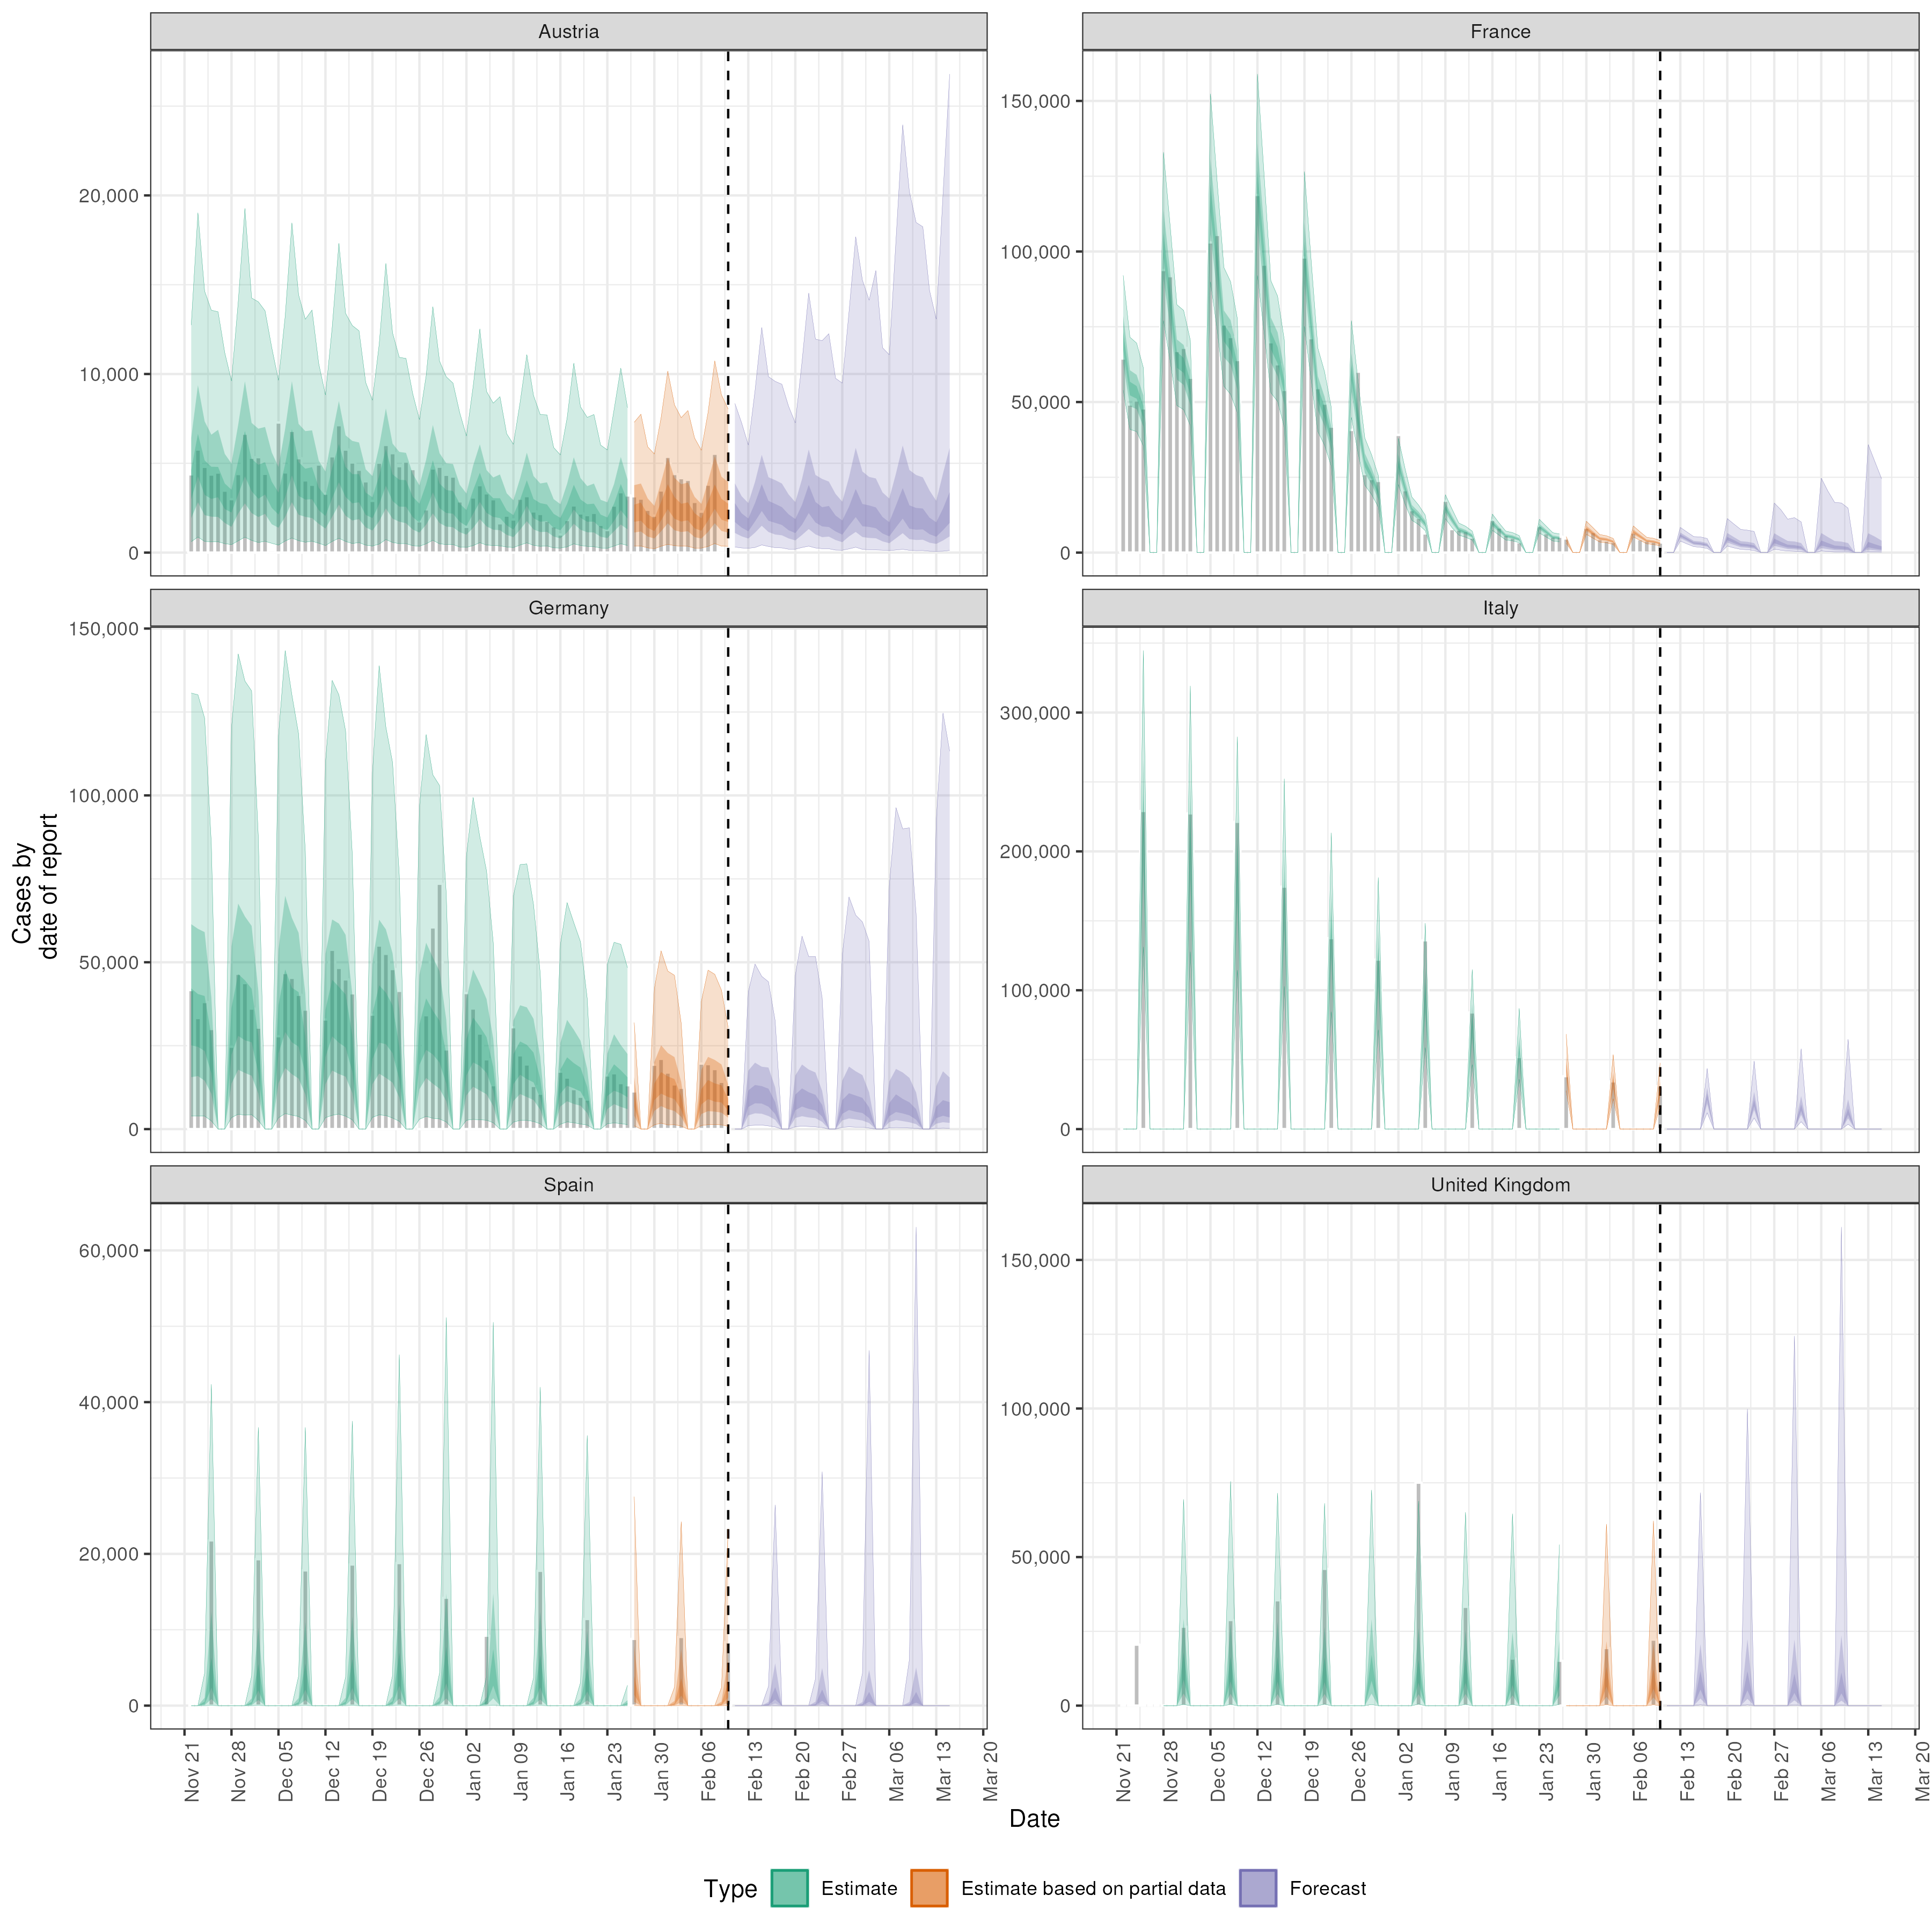 Austria
France
20,000
10,000
0
150,000
100,000
50,000
0
Germany
Italy
150,000
100,000
50,000
0
300,000
200,000
100,000
0
Spain
United Kingdom
60,000
40,000
20,000
0
150,000
100,000
50,000
0
Cases by
date of report
Nov 21 Nov 28 Dec 05 Dec 12 Dec 19 Dec 26 Jan 02 Jan 09 Jan 16 Jan 23 Jan 30 Feb 06 Feb 13 Feb 20 Feb 27 Mar 06 Mar 13 Mar 20
Nov 21 Nov 28 Dec 05 Dec 12 Dec 19 Dec 26 Jan 02 Jan 09 Jan 16 Jan 23 Jan 30 Feb 06 Feb 13 Feb 20 Feb 27 Mar 06 Mar 13 Mar 20
Date
Type Estimate Estimate based on partial data Forecast